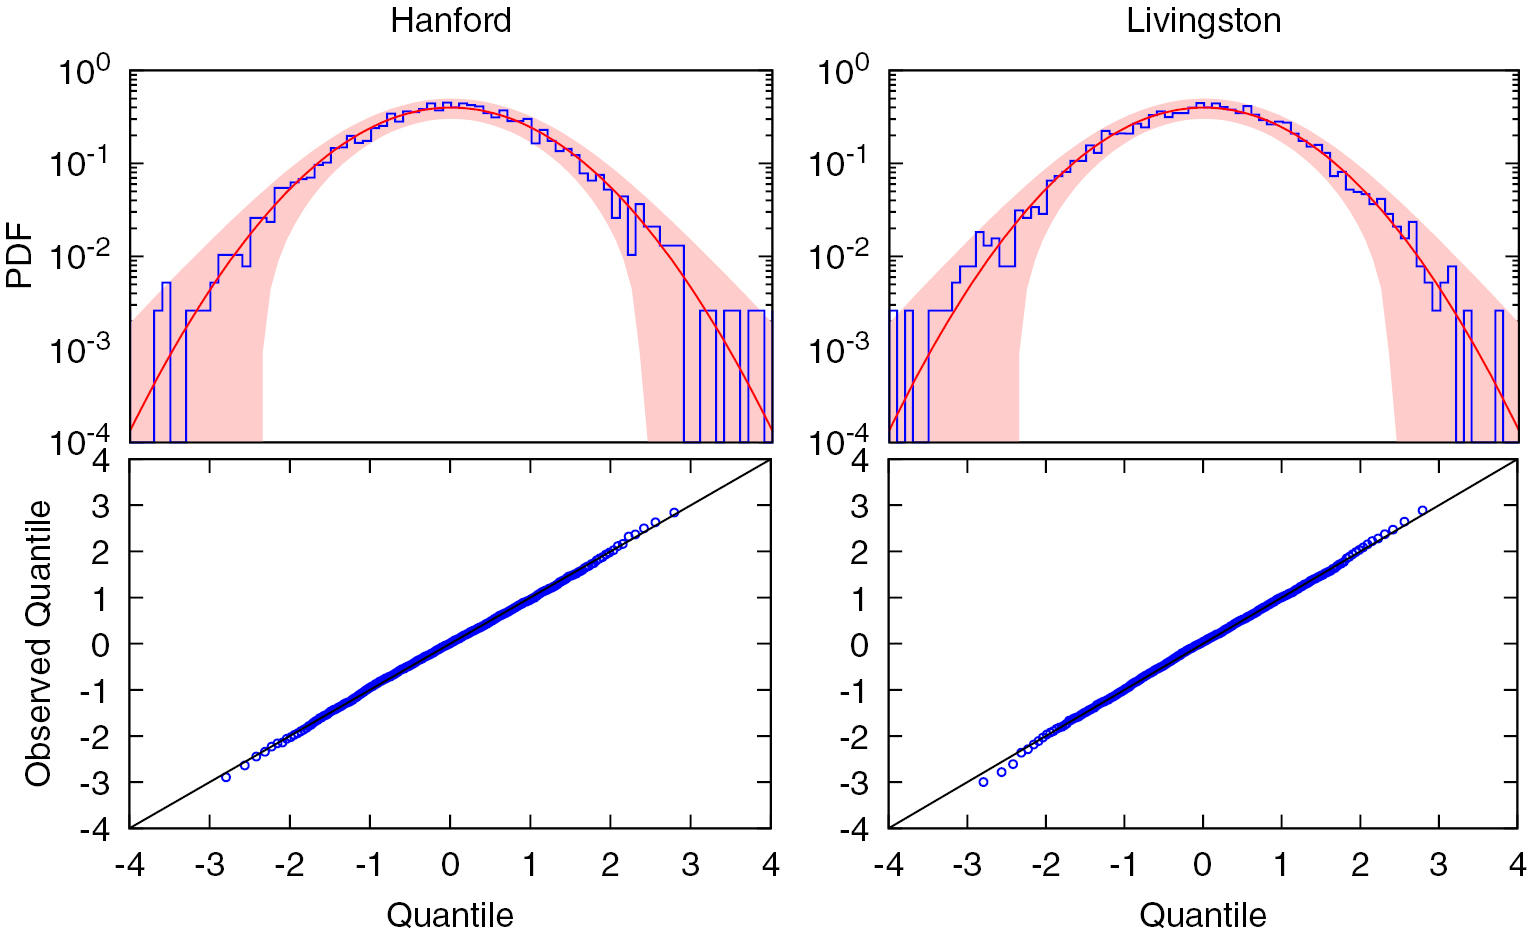 Hanford Livingston
10^0 10^0
10^-1 10^-1
10^-2 10^-2
10^-3 10^-3
10^-4 10^-4
PDF
4 4
3 3
2 2
1 1
0 0
-1 -1
-2 -2
-3 -3
-4 -4
Observed Quantile
-4 -3 -2 -1 0 1 2 3 4 -4 -3 -2 -1 0 1 2 3 4
Quantile Quantile